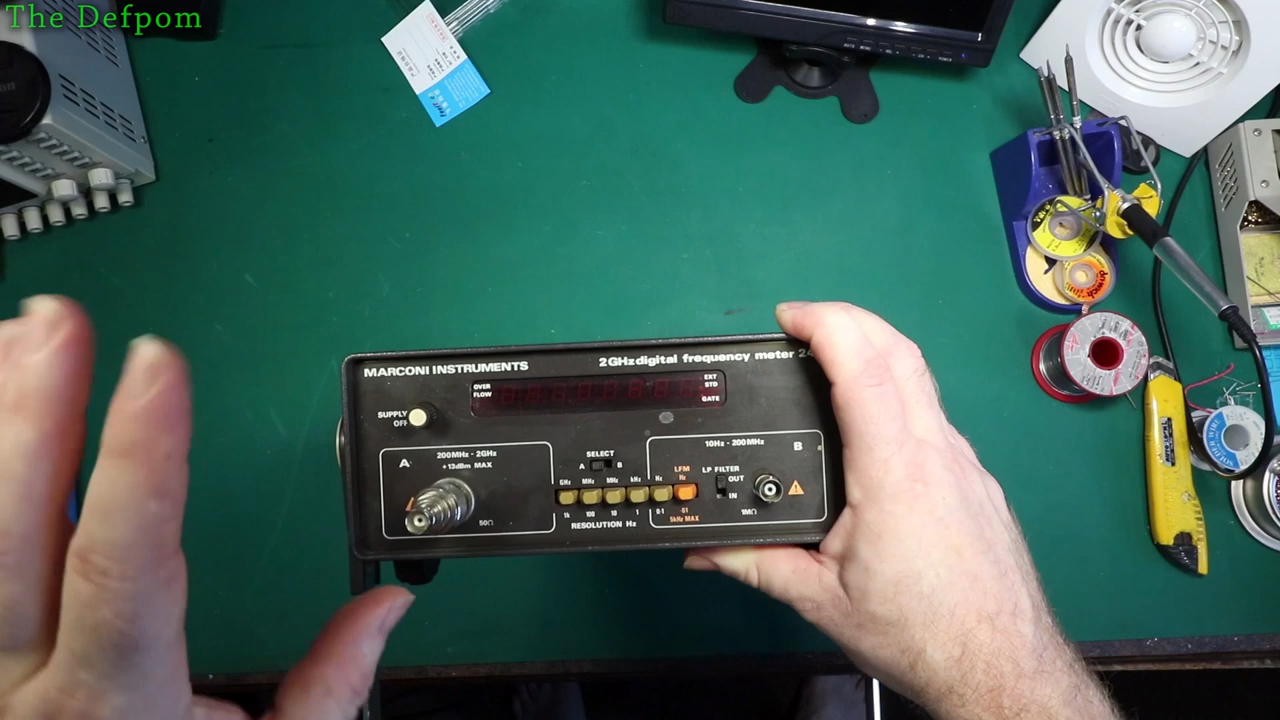 The Defpom
MARCONI INSTRUMENTS
2GHz digital frequency meter 24
OVER
FLOW
EXT
STD
GATE
SUPPLY
OFF
A
200MHz - 2GHz
+13dBm MAX
50Ω
SELECT
A B
GHz MHz MHz kHz Hz
LFM
Hz
1k 100 10 1 0·1 ·01
RESOLUTION Hz
5kHz MAX
10Hz - 200MHz
B
LP FILTER
OUT
IN
1MΩ